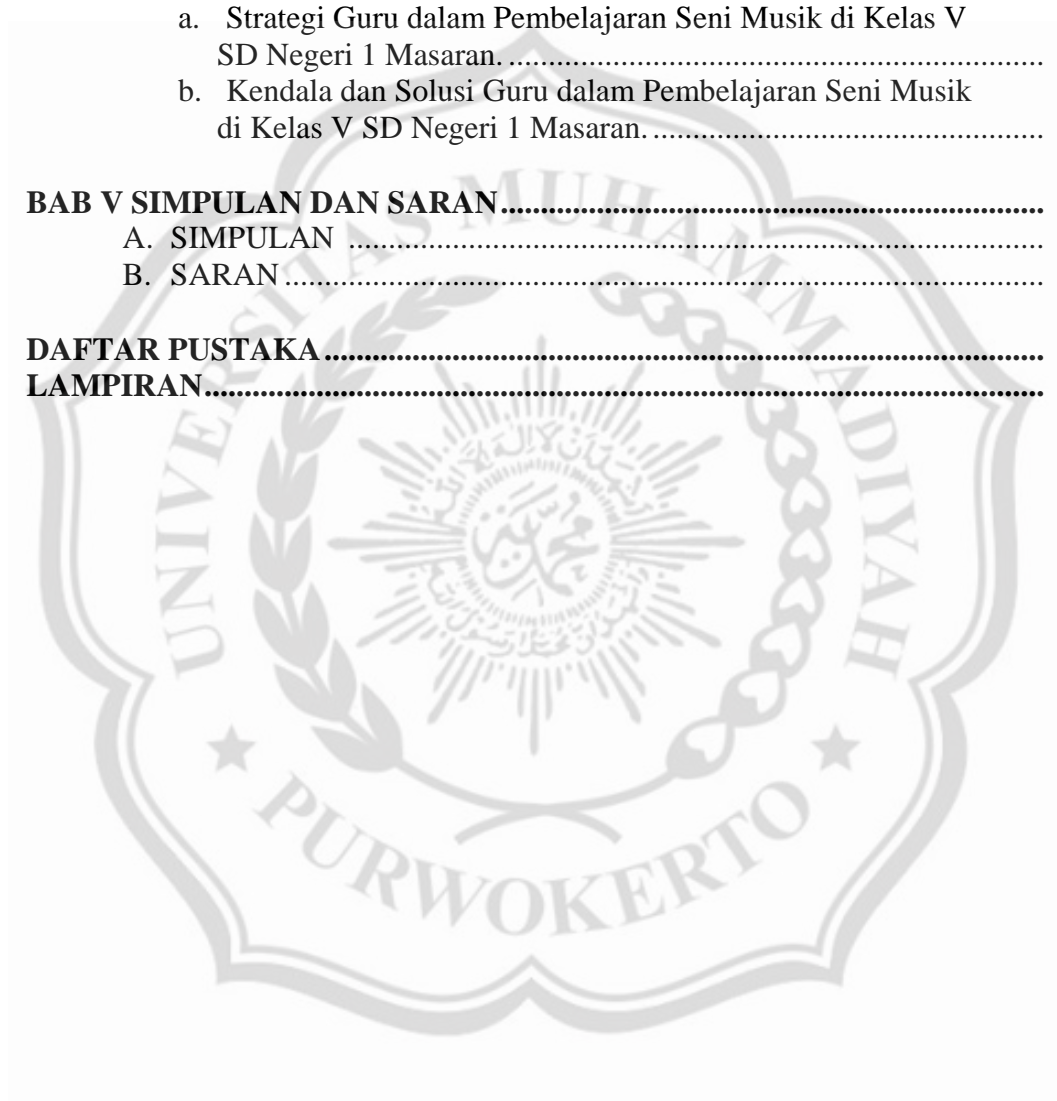 a. Strategi Guru dalam Pembelajaran Seni Musik di Kelas V
SD Negeri 1 Masaran. ................................................................
b. Kendala dan Solusi Guru dalam Pembelajaran Seni Musik
di Kelas V SD Negeri 1 Masaran. ...............................................
BAB V SIMPULAN DAN SARAN .................................................................
A. SIMPULAN ...................................................................................
B. SARAN ...........................................................................................
DAFTAR PUSTAKA ......................................................................................
LAMPIRAN.....................................................................................................
UNIVERSITAS MUHAMMADIYAH
PURWOKERTO